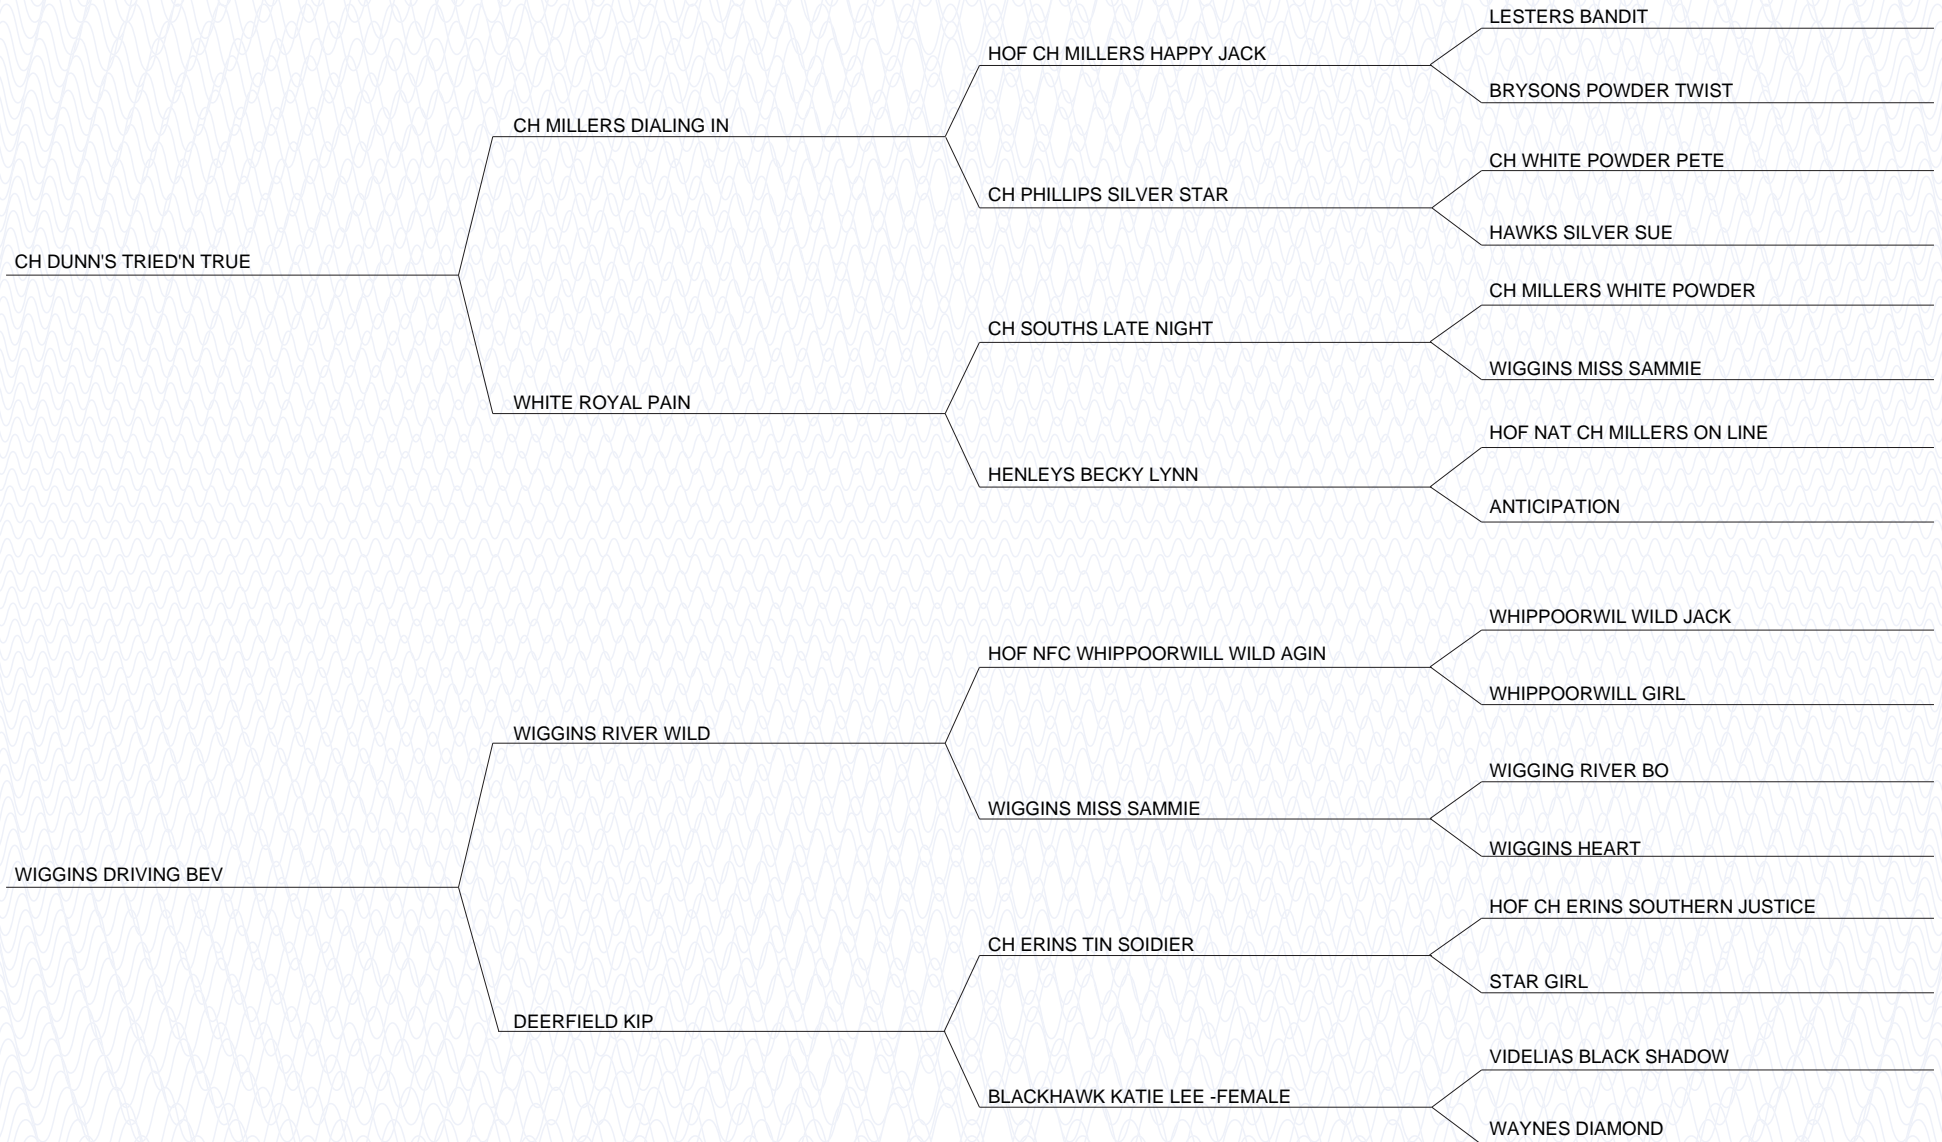 LESTERS BANDIT
HOF CH MILLERS HAPPY JACK
BRYSONS POWDER TWIST
CH MILLERS DIALING IN
CH WHITE POWDER PETE
CH PHILLIPS SILVER STAR
HAWKS SILVER SUE
CH DUNN'S TRIED'N TRUE
CH MILLERS WHITE POWDER
CH SOUTHS LATE NIGHT
WIGGINS MISS SAMMIE
WHITE ROYAL PAIN
HOF NAT CH MILLERS ON LINE
HENLEYS BECKY LYNN
ANTICIPATION
WHIPPOORWIL WILD JACK
HOF NFC WHIPPOORWILL WILD AGIN
WHIPPOORWILL GIRL
WIGGINS RIVER WILD
WIGGING RIVER BO
WIGGINS MISS SAMMIE
WIGGINS HEART
WIGGINS DRIVING BEV
HOF CH ERINS SOUTHERN JUSTICE
CH ERINS TIN SOIDIER
STAR GIRL
DEERFIELD KIP
VIDELIAS BLACK SHADOW
BLACKHAWK KATIE LEE -FEMALE
WAYNES DIAMOND